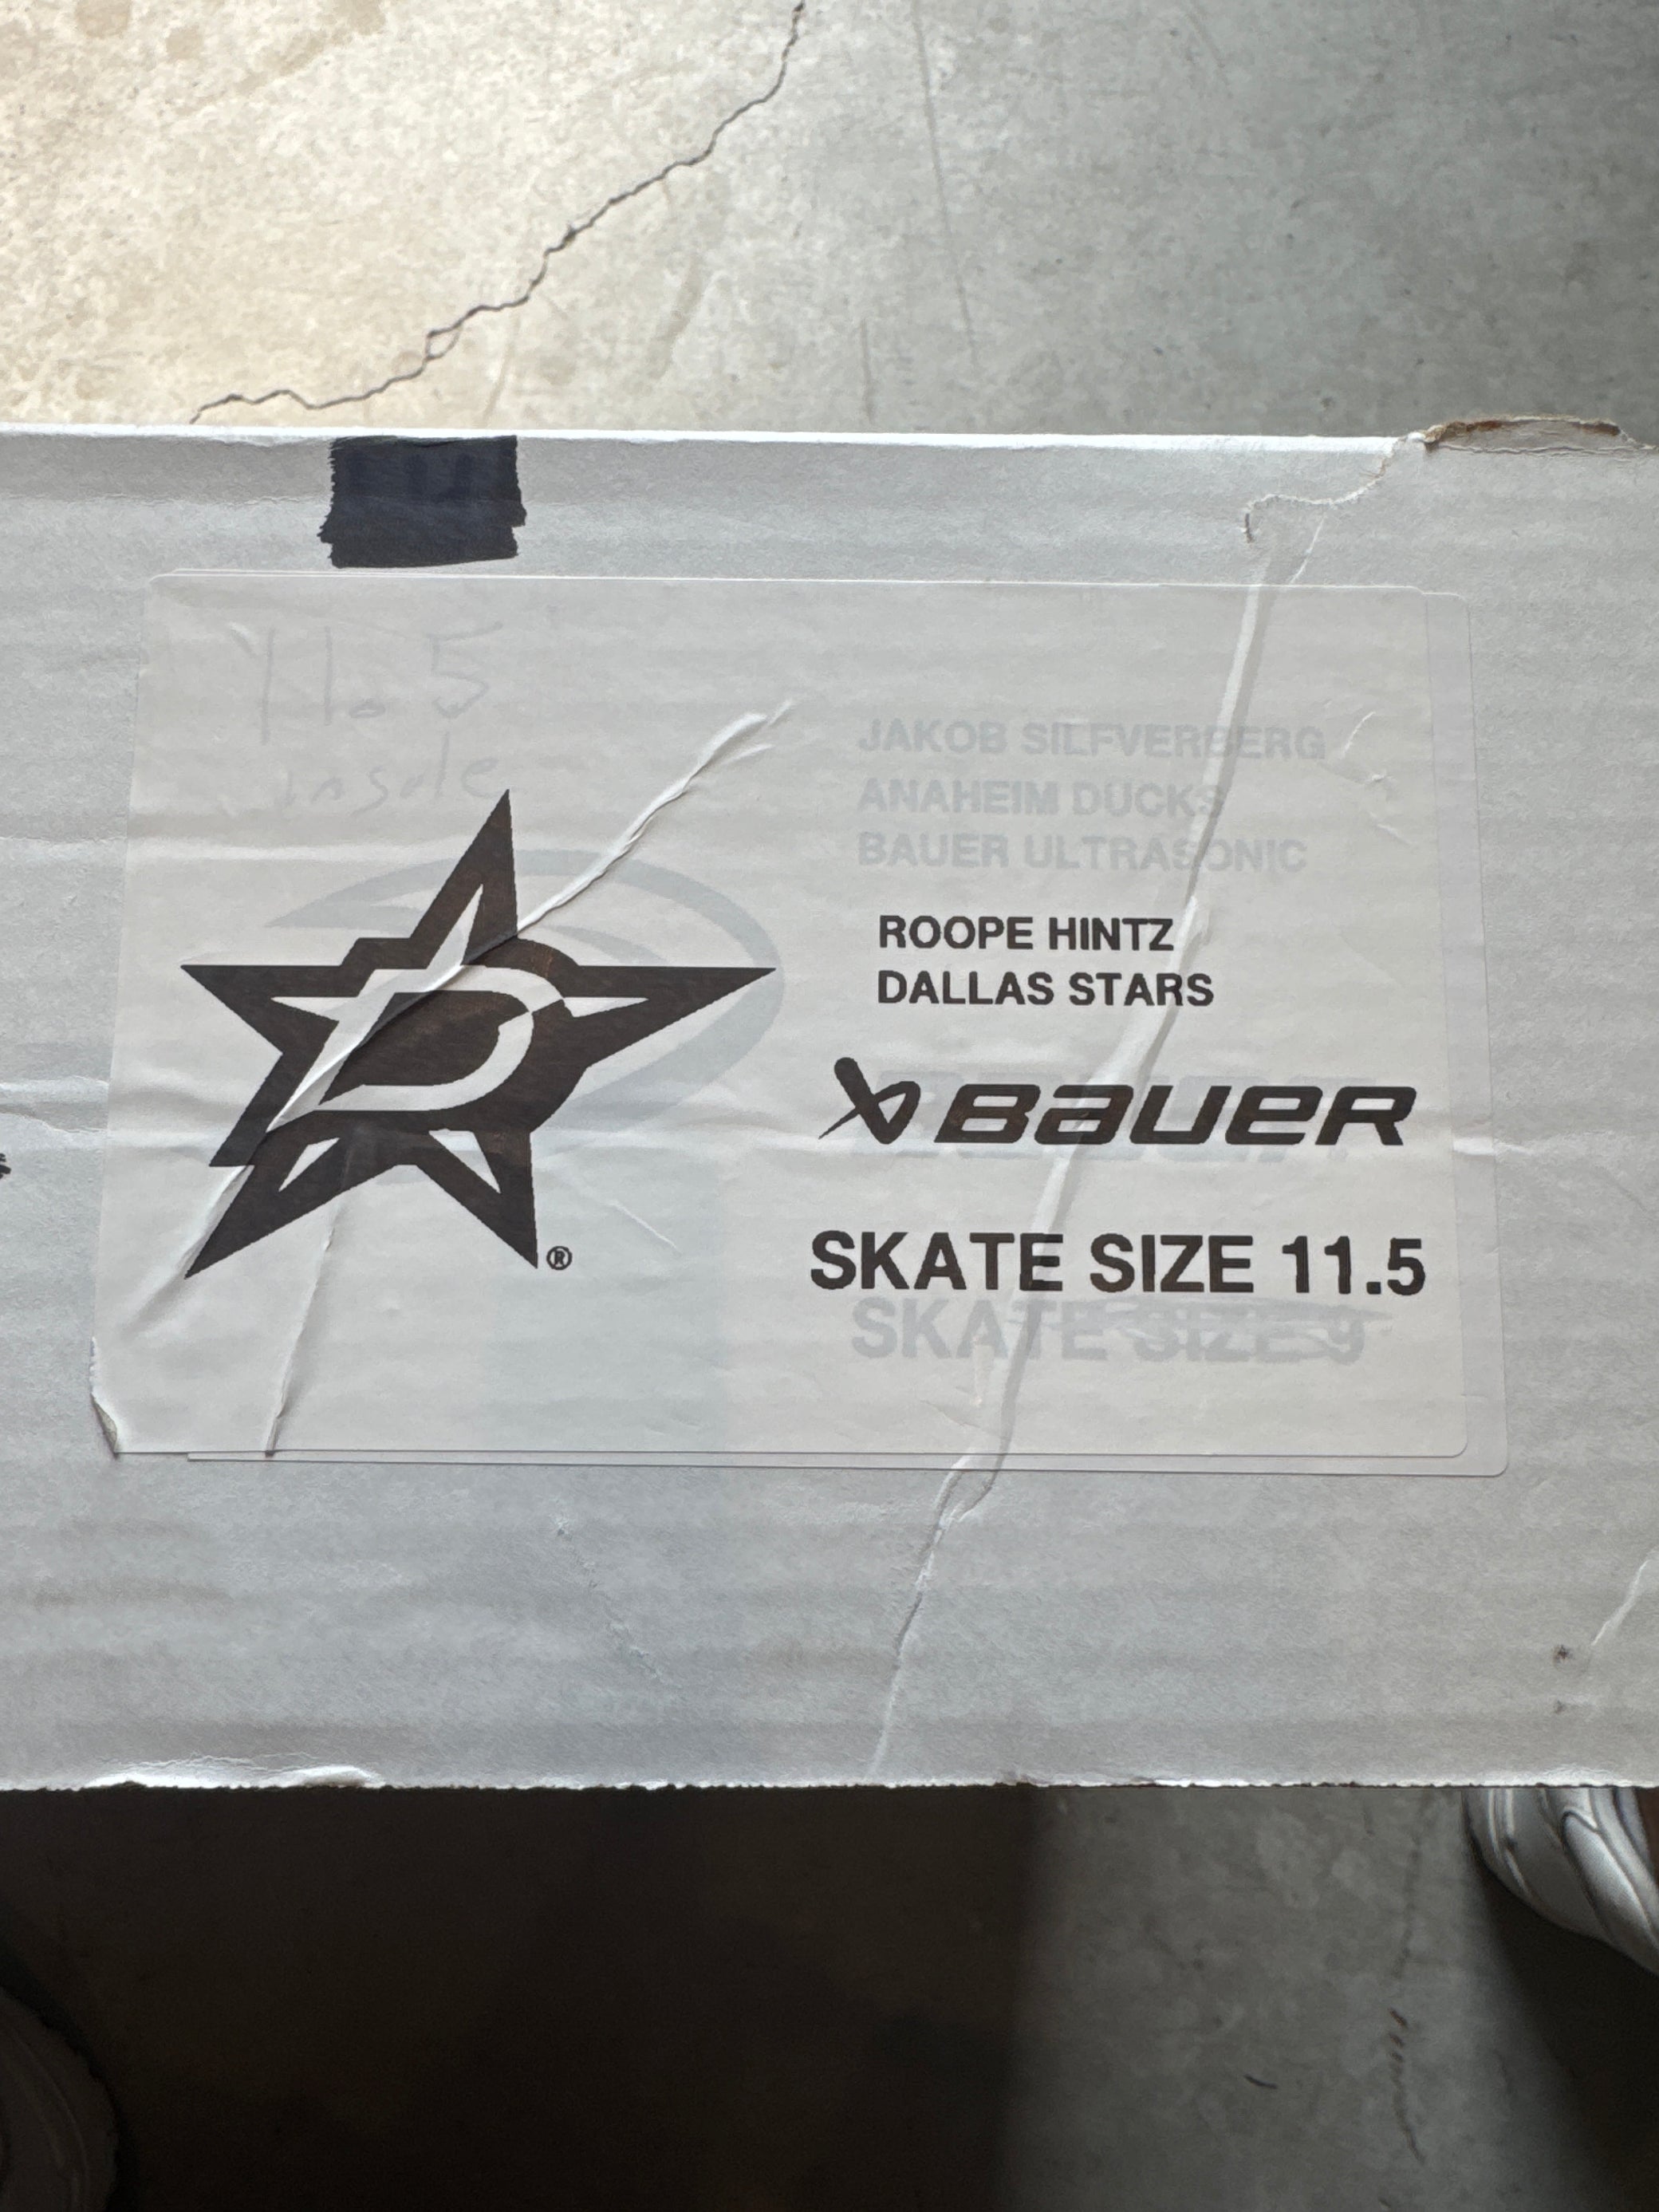 11.5
insole
JAKOB SILFVERBERG
ANAHEIM DUCKS
BAUER ULTRASONIC
ROOPE HINTZ
DALLAS STARS
D
®
BAUER
SKATE SIZE 11.5
SKATE SIZE 9